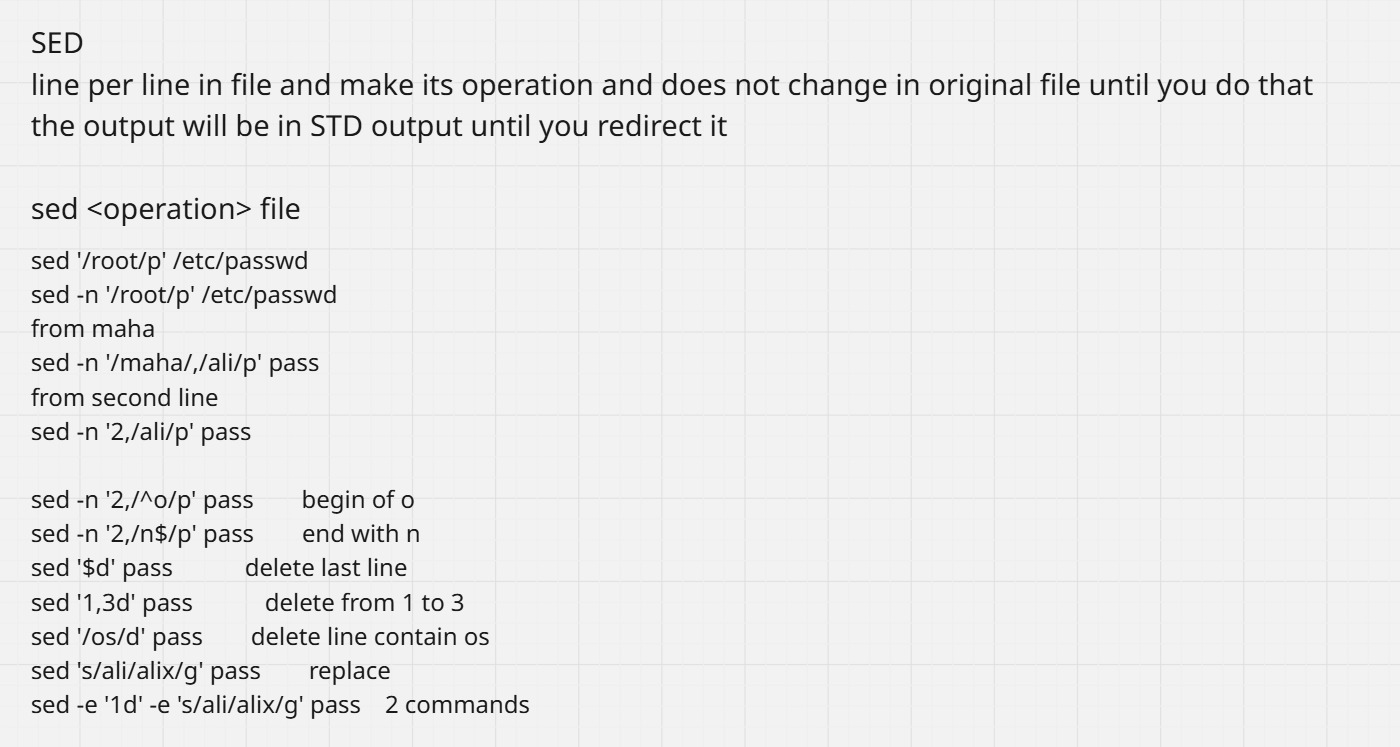 SED
line per line in file and make its operation and does not change in original file until you do that
the output will be in STD output until you redirect it
sed <operation> file
sed '/root/p' /etc/passwd
sed -n '/root/p' /etc/passwd
from maha
sed -n '/maha/,/ali/p' pass
from second line
sed -n '2,/ali/p' pass
sed -n '2,/^o/p' pass begin of o
sed -n '2,/n$/p' pass end with n
sed '$d' pass delete last line
sed '1,3d' pass delete from 1 to 3
sed '/os/d' pass delete line contain os
sed 's/ali/alix/g' pass replace
sed -e '1d' -e 's/ali/alix/g' pass 2 commands